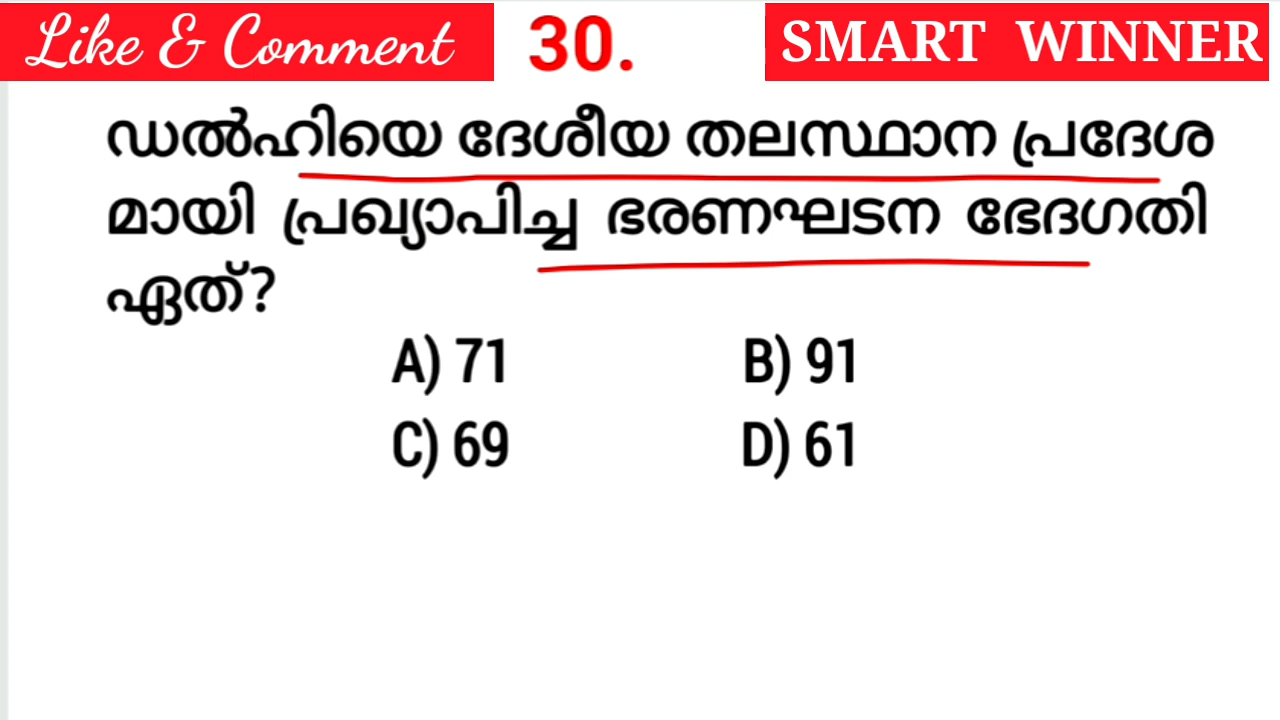 Like & Comment 30. SMART WINNER
ഡൽഹിയെ ദേശീയ തലസ്ഥാന പ്രദേശ
മായി പ്രഖ്യാപിച്ച ഭരണഘടന ഭേദഗതി
ഏത്?
A) 71 B) 91
C) 69 D) 61